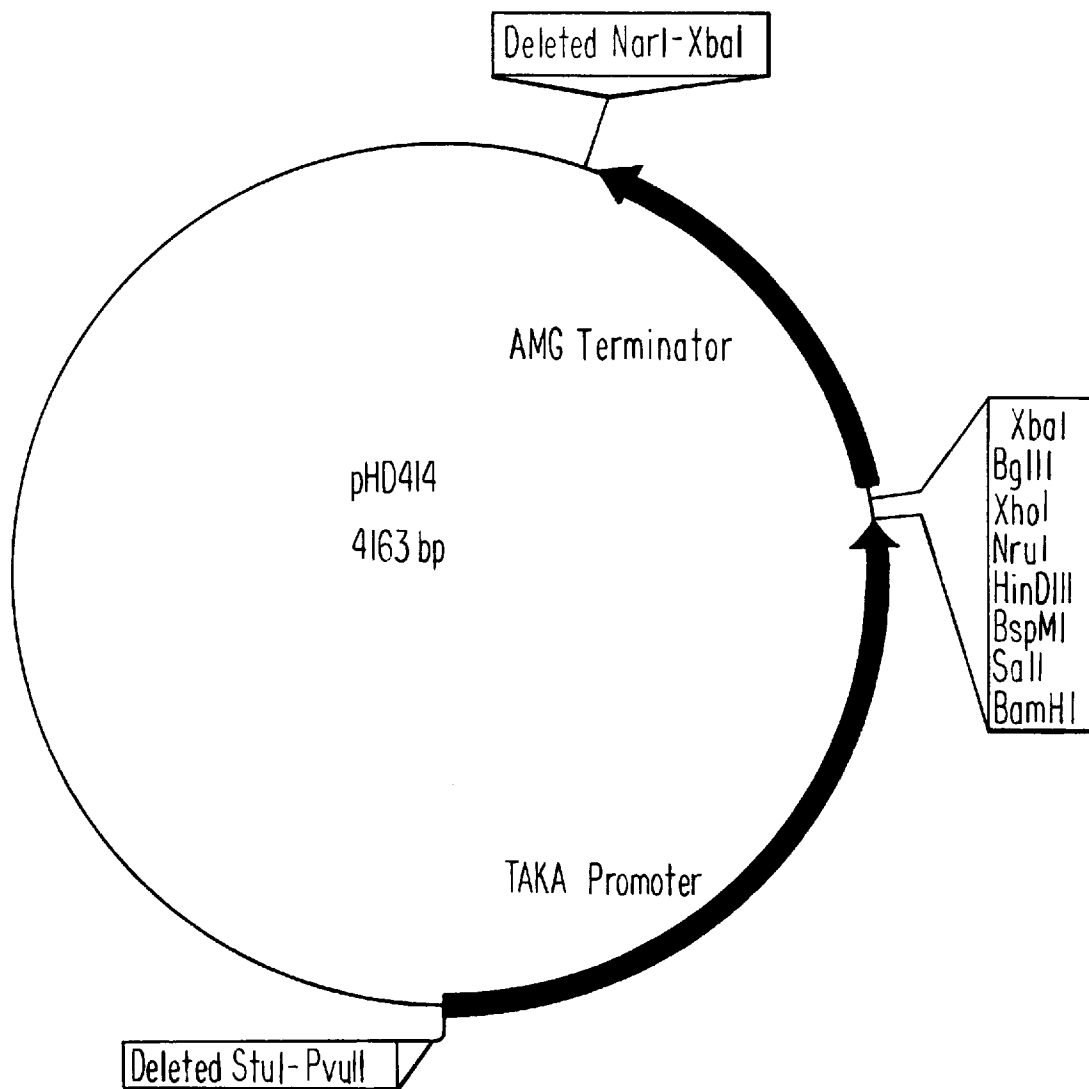 Deleted NarI-XbaI
AMG Terminator
pHD414
4163 bp
XbaI
BglII
XhoI
NruI
HinDIII
BspMI
SalI
BamHI
TAKA Promoter
Deleted StuI-PvuII